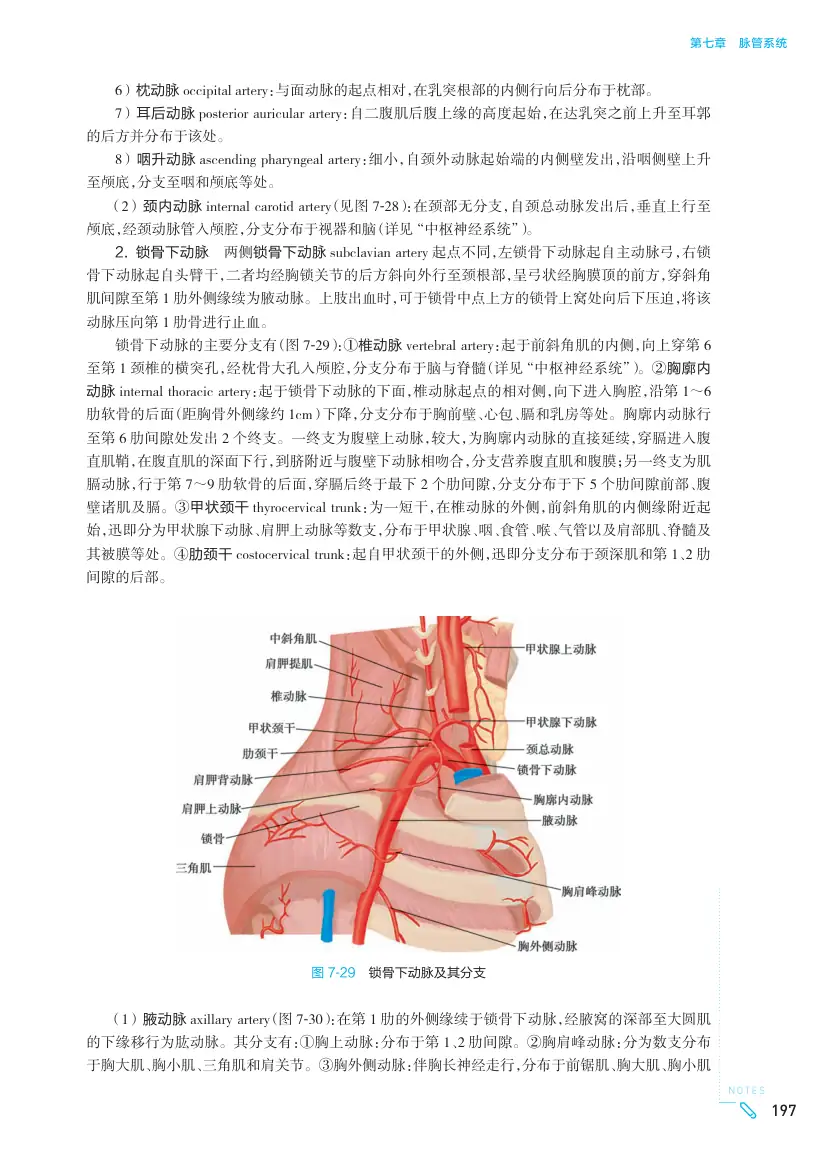 第七章 脉管系统
6）枕动脉 occipital artery：与面动脉的起点相对，在乳突根部的内侧行向后分布于枕部。
7）耳后动脉 posterior auricular artery：自二腹肌后腹上缘的高度起始，在达乳突之前上升至耳郭
的后方并分布于该处。
8）咽升动脉 ascending pharyngeal artery：细小，自颈外动脉起始端的内侧壁发出，沿咽侧壁上升
至颅底，分支至咽和颅底等处。
（2）颈内动脉 internal carotid artery（见图 7-28）：在颈部无分支，自颈总动脉发出后，垂直上行至
颅底，经颈动脉管入颅腔，分支分布于视器和脑（详见“中枢神经系统”）。
2. 锁骨下动脉 两侧锁骨下动脉 subclavian artery 起点不同，左锁骨下动脉起自主动脉弓，右锁
骨下动脉起自头臂干，二者均经胸锁关节的后方斜向外行至颈根部，呈弓状经胸膜顶的前方，穿斜角
肌间隙至第 1 肋外侧缘续为腋动脉。上肢出血时，可于锁骨中点上方的锁骨上窝处向后下压迫，将该
动脉压向第 1 肋骨进行止血。
锁骨下动脉的主要分支有（图 7-29）：①椎动脉 vertebral artery：起于前斜角肌的内侧，向上穿第 6
至第 1 颈椎的横突孔，经枕骨大孔入颅腔，分支分布于脑与脊髓（详见“中枢神经系统”）。②胸廓内
动脉 internal thoracic artery：起于锁骨下动脉的下面，椎动脉起点的相对侧，向下进入胸腔，沿第 1～6
肋软骨的后面（距胸骨外侧缘约 1cm）下降，分支分布于胸前壁、心包、膈和乳房等处。胸廓内动脉行
至第 6 肋间隙处发出 2 个终支。一终支为腹壁上动脉，较大，为胸廓内动脉的直接延续，穿膈进入腹
直肌鞘，在腹直肌的深面下行，到脐附近与腹壁下动脉相吻合，分支营养腹直肌和腹膜；另一终支为肌
膈动脉，行于第 7～9 肋软骨的后面，穿膈后终于最下 2 个肋间隙，分支分布于下 5 个肋间隙前部、腹
壁诸肌及膈。③甲状颈干 thyrocervical trunk：为一短干，在椎动脉的外侧，前斜角肌的内侧缘附近起
始，迅即分为甲状腺下动脉、肩胛上动脉等数支，分布于甲状腺、咽、食管、喉、气管以及肩部肌、脊髓及
其被膜等处。④肋颈干 costocervical trunk：起自甲状颈干的外侧，迅即分支分布于颈深肌和第 1、2 肋
间隙的后部。
中斜角肌
肩胛提肌
椎动脉
甲状颈干
肋颈干
肩胛背动脉
肩胛上动脉
锁骨
三角肌
甲状腺上动脉
甲状腺下动脉
颈总动脉
锁骨下动脉
胸廓内动脉
腋动脉
胸肩峰动脉
胸外侧动脉
图 7-29 锁骨下动脉及其分支
（1）腋动脉 axillary artery（图 7-30）：在第 1 肋的外侧缘续于锁骨下动脉，经腋窝的深部至大圆肌
的下缘移行为肱动脉。其分支有：①胸上动脉：分布于第 1、2 肋间隙。②胸肩峰动脉：分为数支分布
于胸大肌、胸小肌、三角肌和肩关节。③胸外侧动脉：伴胸长神经走行，分布于前锯肌、胸大肌、胸小肌
NOTES
197